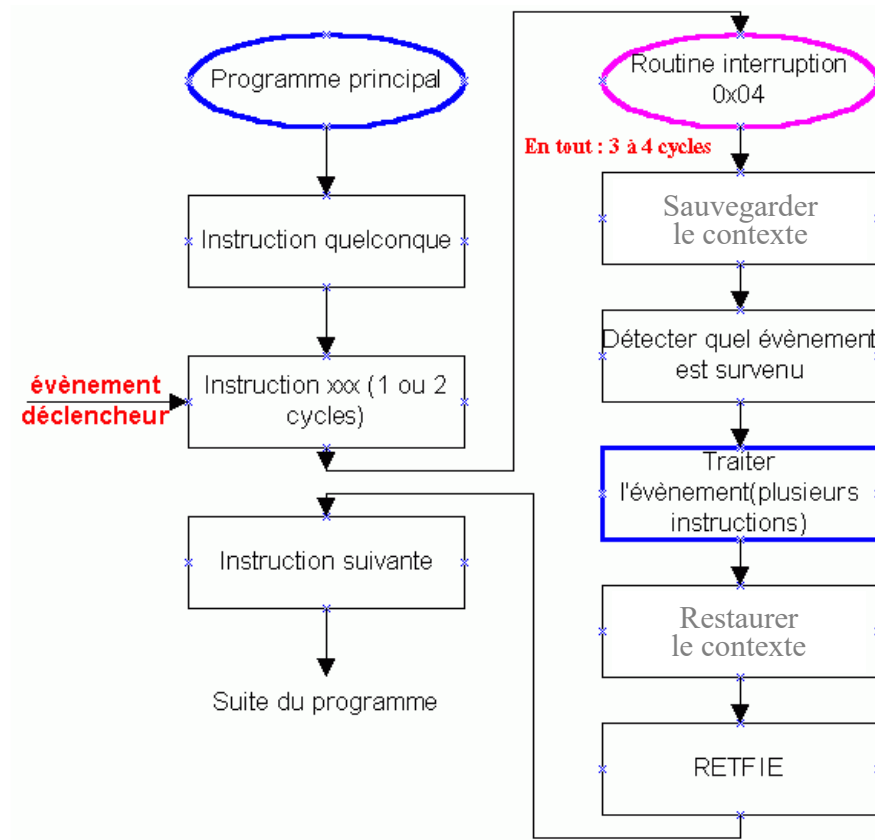 Programme principal
Instruction quelconque
évènement
déclencheur
Instruction xxx (1 ou 2
cycles)
Instruction suivante
Suite du programme
Routine interruption
0x04
En tout : 3 à 4 cycles
Sauvegarder
le contexte
Détecter quel évènement
est survenu
Traiter
l'évènement(plusieurs
instructions)
Restaurer
le contexte
RETFIE